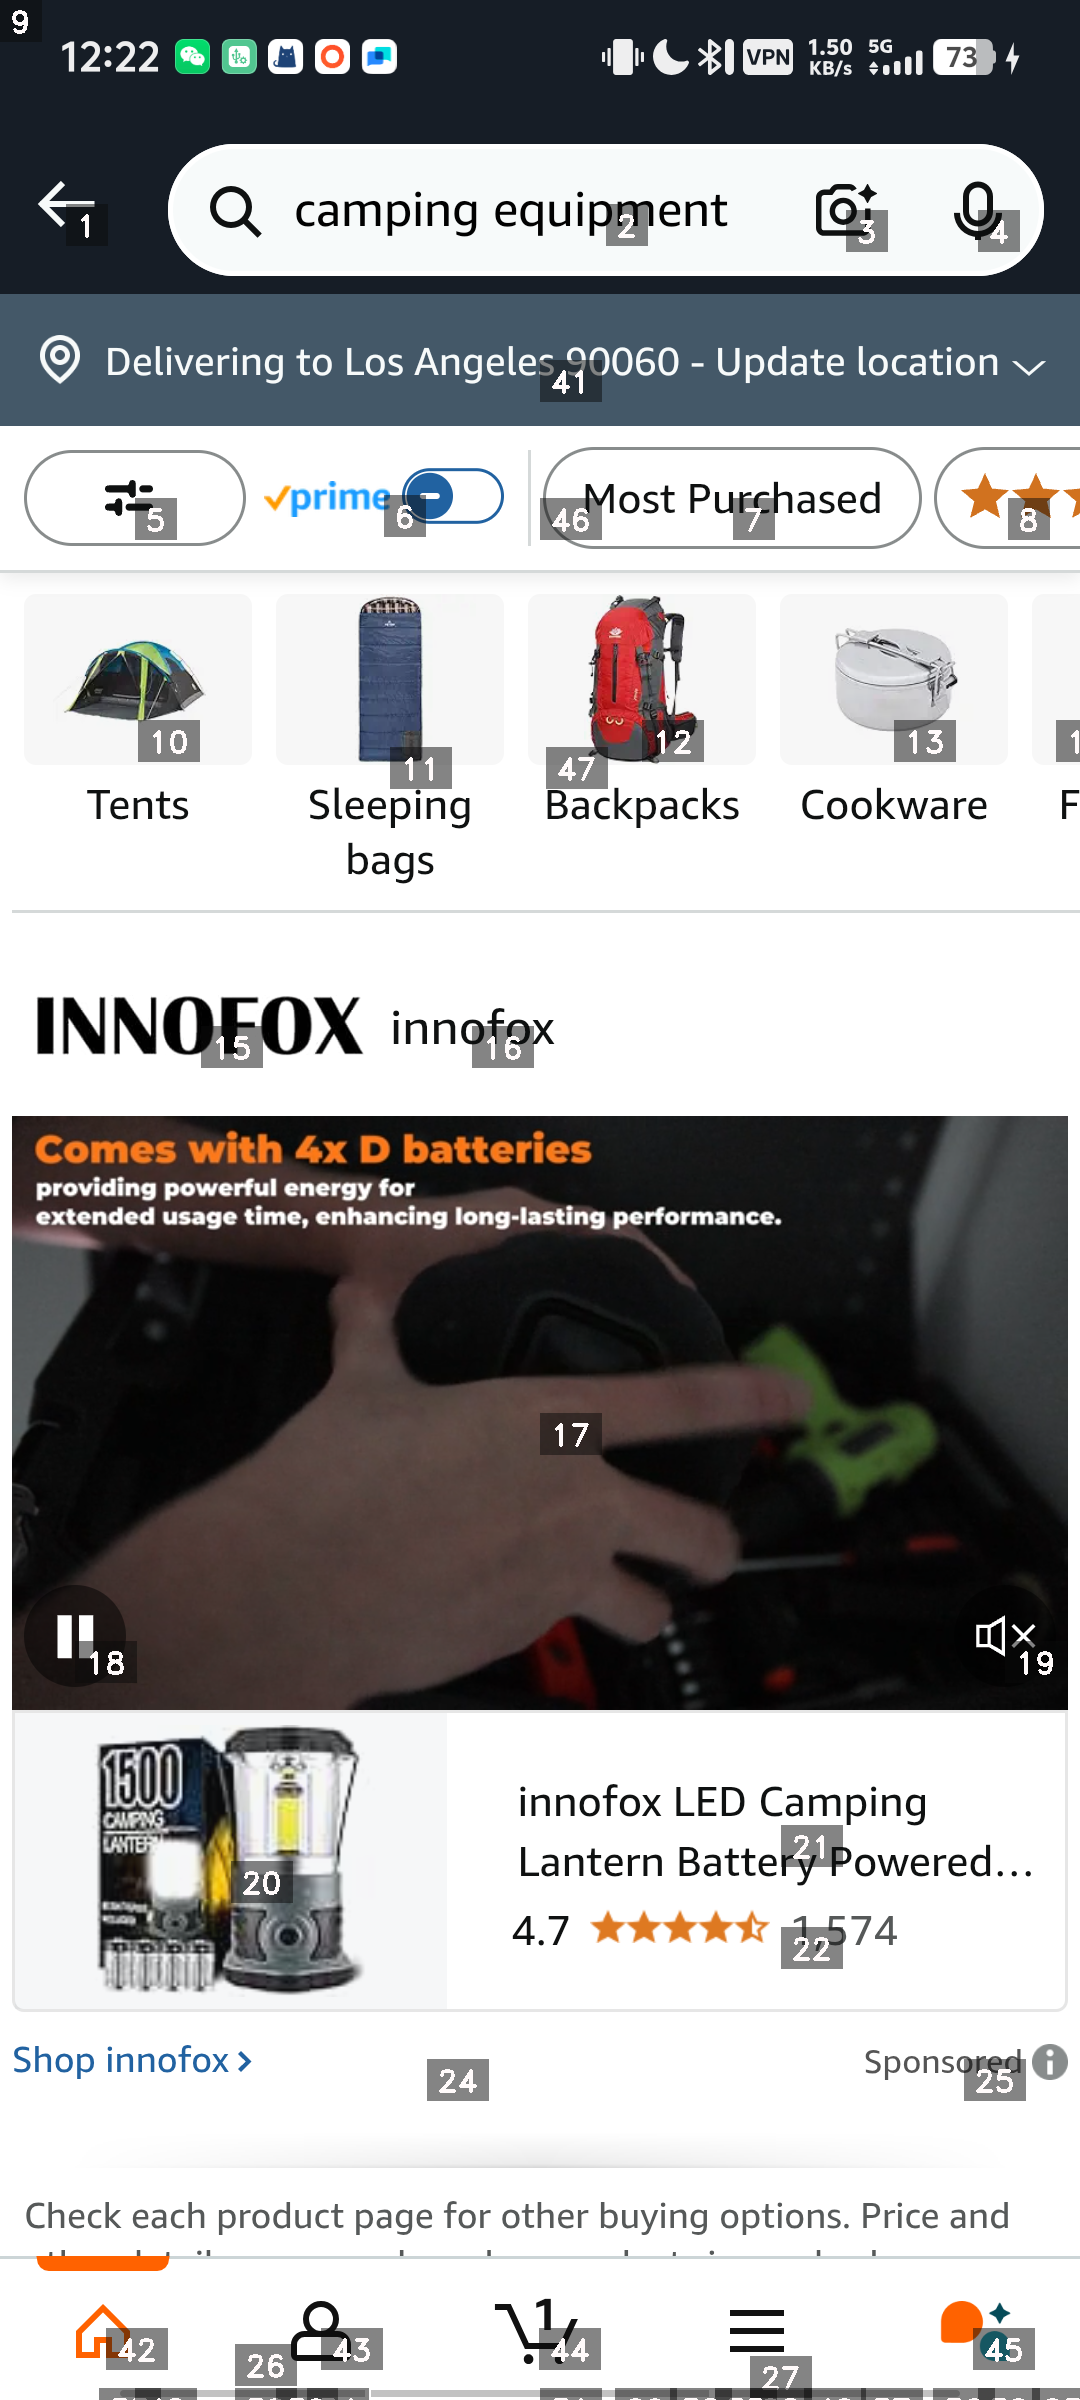 9
12:22
VPN
1.50 KB/s
5G
73
1
camping equipment
2
3
4
Delivering to Los Angeles 90060 - Update location
41
5
prime
6
46
Most Purchased
7
8
10
11
47
12
13
Tents
Sleeping bags
Backpacks
Cookware
F
INNOFOX
15
innofox
16
Comes with 4x D batteries
providing powerful energy for
extended usage time, enhancing long-lasting performance.
17
18
19
1500
CAMPING
LANTERN
20
innofox LED Camping
Lantern Battery Powered...
21
4.7
1,574
22
Shop innofox
24
Sponsored
25
Check each product page for other buying options. Price and
1
42
26
43
44
27
45